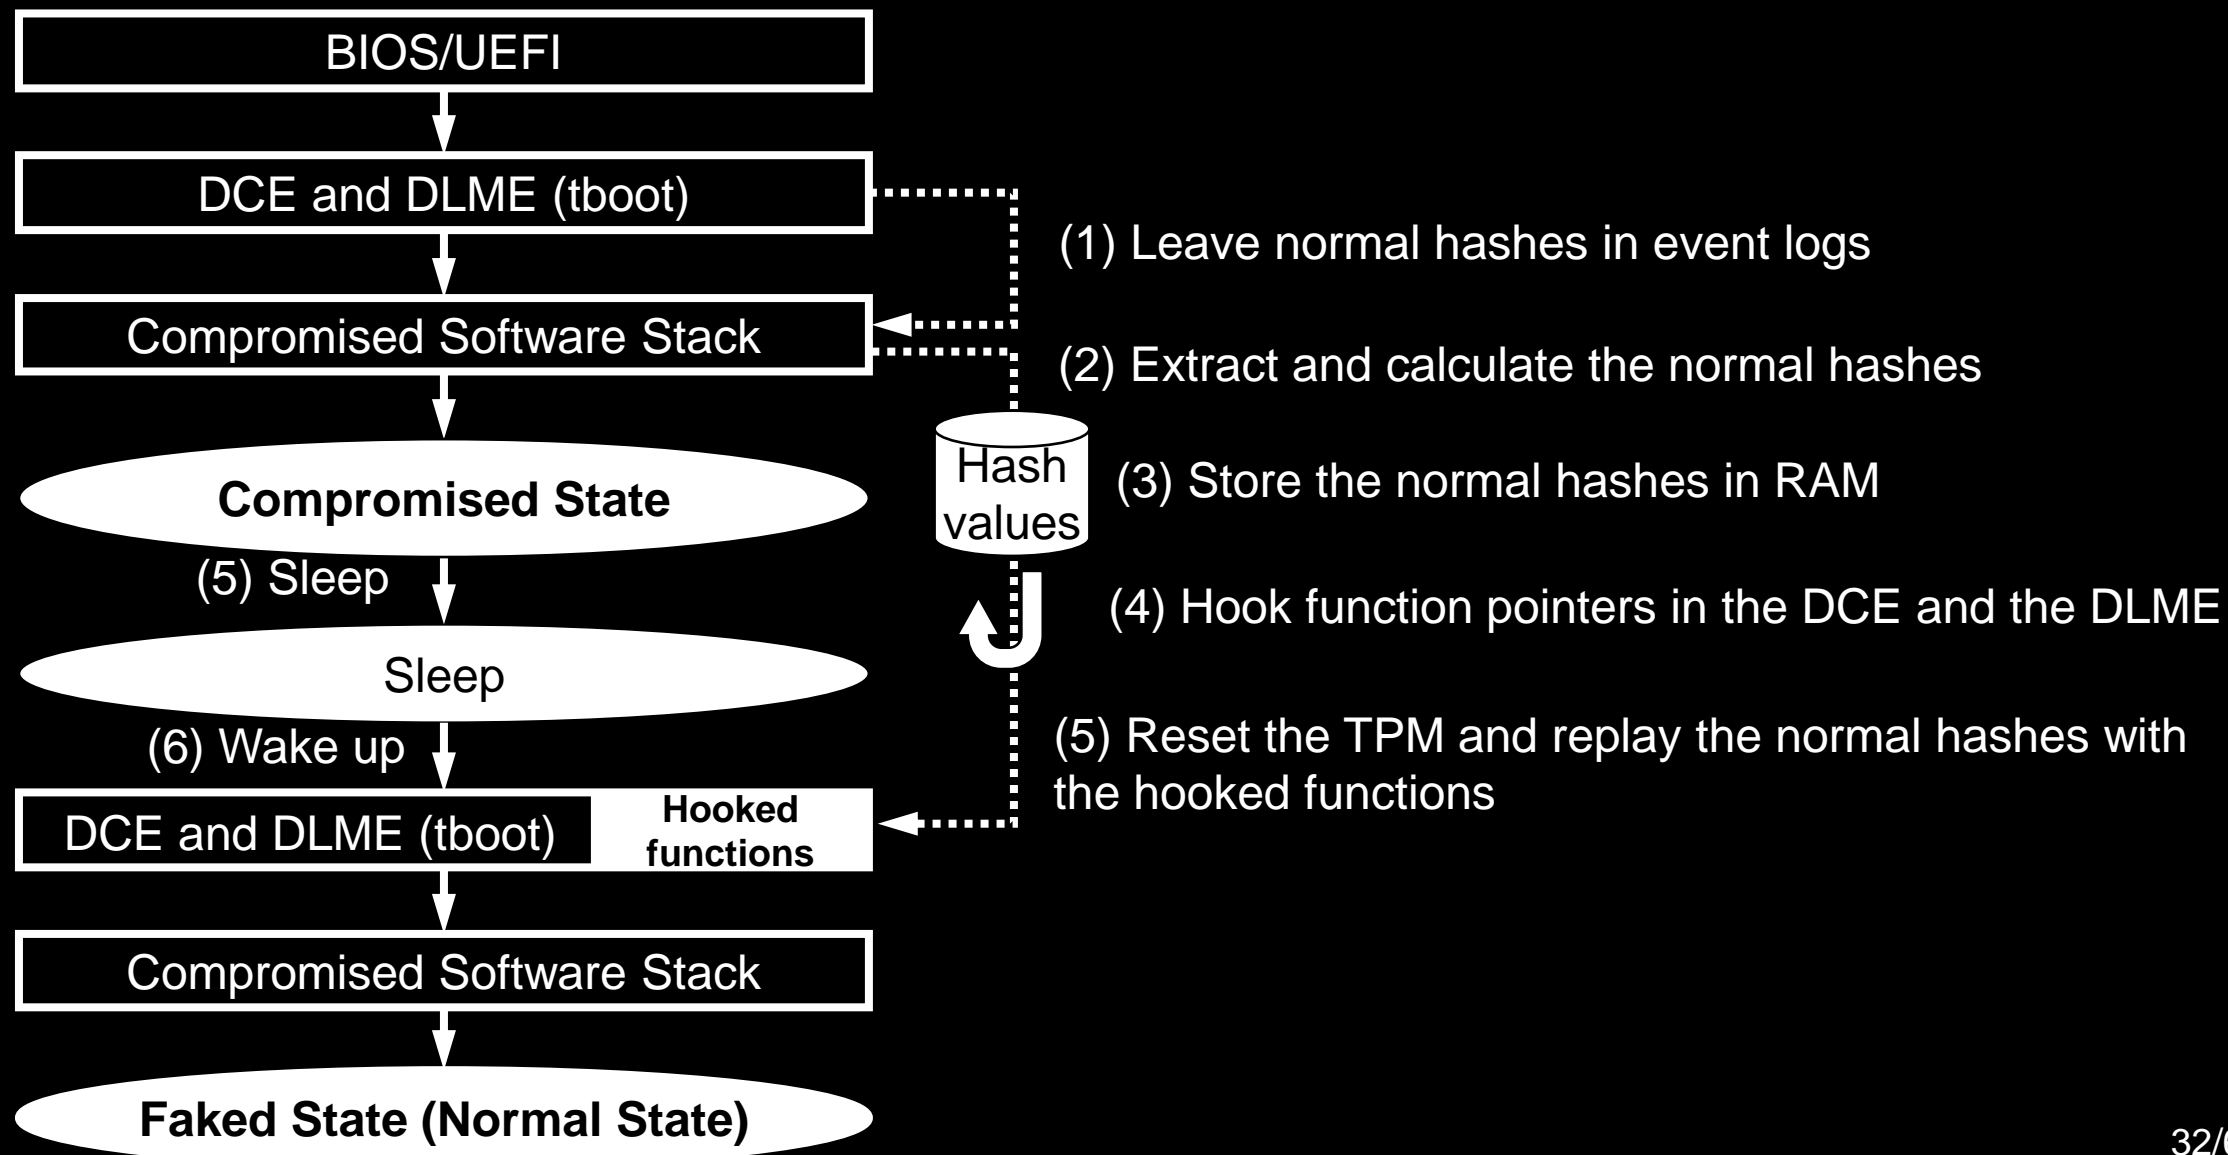 BIOS/UEFI
DCE and DLME (tboot)
(1) Leave normal hashes in event logs
Compromised Software Stack
(2) Extract and calculate the normal hashes
Hash
values
(3) Store the normal hashes in RAM
Compromised State
(5) Sleep
(4) Hook function pointers in the DCE and the DLME
Sleep
(6) Wake up
(5) Reset the TPM and replay the normal hashes with
the hooked functions
DCE and DLME (tboot)
Hooked
functions
Compromised Software Stack
Faked State (Normal State)
32/